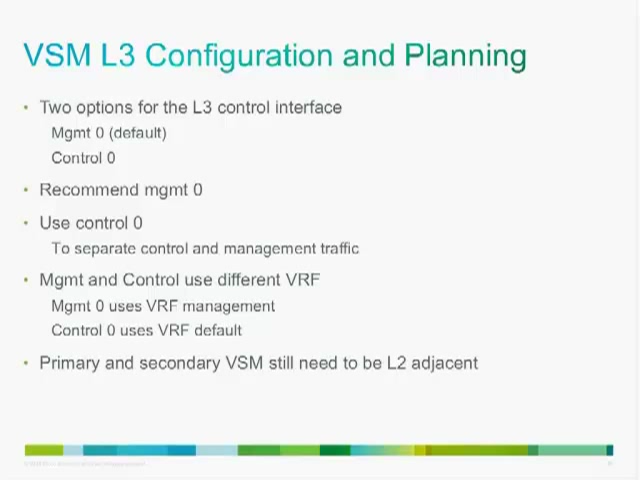 VSM L3 Configuration and Planning
• Two options for the L3 control interface
Mgmt 0 (default)
Control 0
• Recommend mgmt 0
• Use control 0
To separate control and management traffic
• Mgmt and Control use different VRF
Mgmt 0 uses VRF management
Control 0 uses VRF default
• Primary and secondary VSM still need to be L2 adjacent